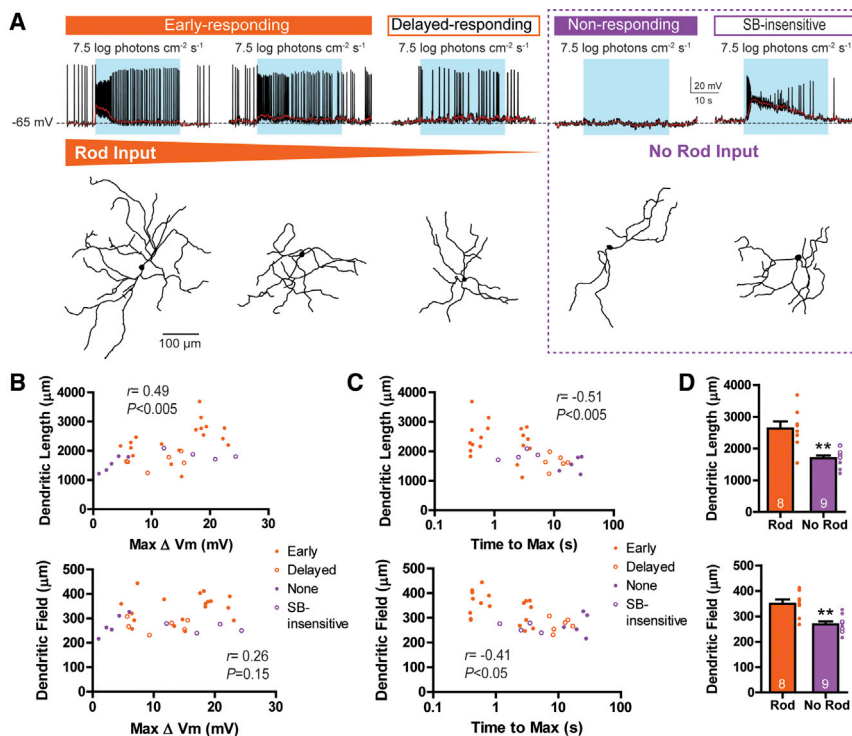 A
Early-responding Delayed-responding Non-responding SB-insensitive
7.5 log photons cm-2 s-1 7.5 log photons cm-2 s-1 7.5 log photons cm-2 s-1 7.5 log photons cm-2 s-1 7.5 log photons cm-2 s-1
20 mV
10 s
-65 mV
Rod Input No Rod Input
100 µm
B
Dendritic Length (µm)
4000
3000
2000
1000
0
r= 0.49
P<0.005
0 10 20 30
Max Δ Vm (mV)
Dendritic Field (µm)
500
400
300
200
100
0
r= 0.26
P=0.15
0 10 20 30
Max Δ Vm (mV)
Early
Delayed
None
SB-
insensitive
C
Dendritic Length (µm)
4000
3000
2000
1000
0
r= -0.51
P<0.005
0.1 1 10 100
Time to Max (s)
Dendritic Field (µm)
500
400
300
200
100
0
r= -0.41
P<0.05
0.1 1 10 100
Time to Max (s)
Early
Delayed
None
SB-
insensitive
D
Dendritic Length (µm)
4000
3000
2000
1000
0
**
8 9
Rod No Rod
Dendritic Field (µm)
500
400
300
200
100
0
**
8 9
Rod No Rod